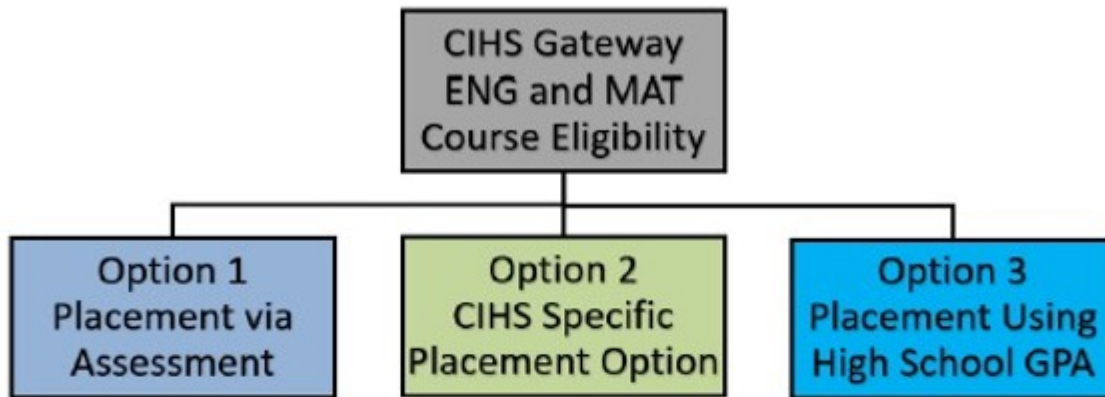 CIHS Gateway
ENG and MAT
Course Eligibility
Option 1
Placement via
Assessment
Option 2
CIHS Specific
Placement Option
Option 3
Placement Using
High School GPA